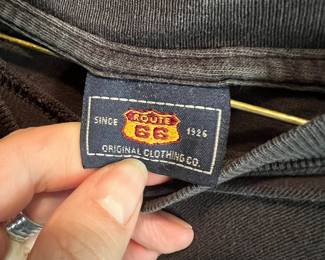 SINCE ROUTE 66 1926
ORIGINAL CLOTHING CO.